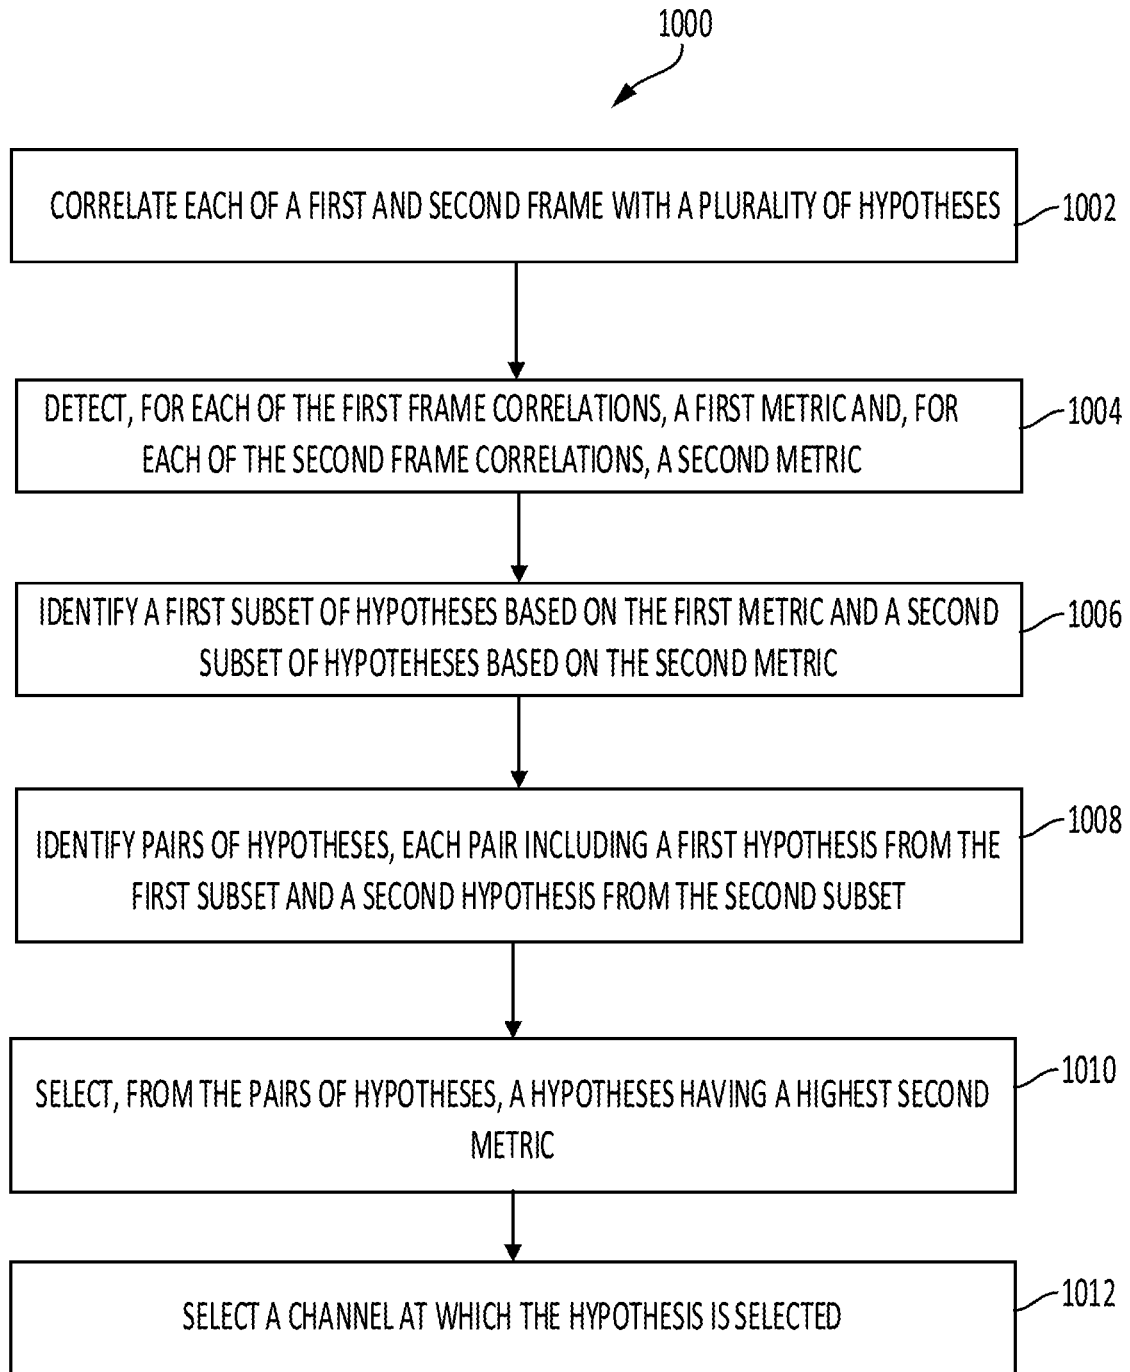 1000
CORRELATE EACH OF A FIRST AND SECOND FRAME WITH A PLURALITY OF HYPOTHESES
1002
DETECT, FOR EACH OF THE FIRST FRAME CORRELATIONS, A FIRST METRIC AND, FOR
EACH OF THE SECOND FRAME CORRELATIONS, A SECOND METRIC
1004
IDENTIFY A FIRST SUBSET OF HYPOTHESES BASED ON THE FIRST METRIC AND A SECOND
SUBSET OF HYPOTEHESES BASED ON THE SECOND METRIC
1006
IDENTIFY PAIRS OF HYPOTHESES, EACH PAIR INCLUDING A FIRST HYPOTHESIS FROM THE
FIRST SUBSET AND A SECOND HYPOTHESIS FROM THE SECOND SUBSET
1008
SELECT, FROM THE PAIRS OF HYPOTHESES, A HYPOTHESES HAVING A HIGHEST SECOND
METRIC
1010
SELECT A CHANNEL AT WHICH THE HYPOTHESIS IS SELECTED
1012